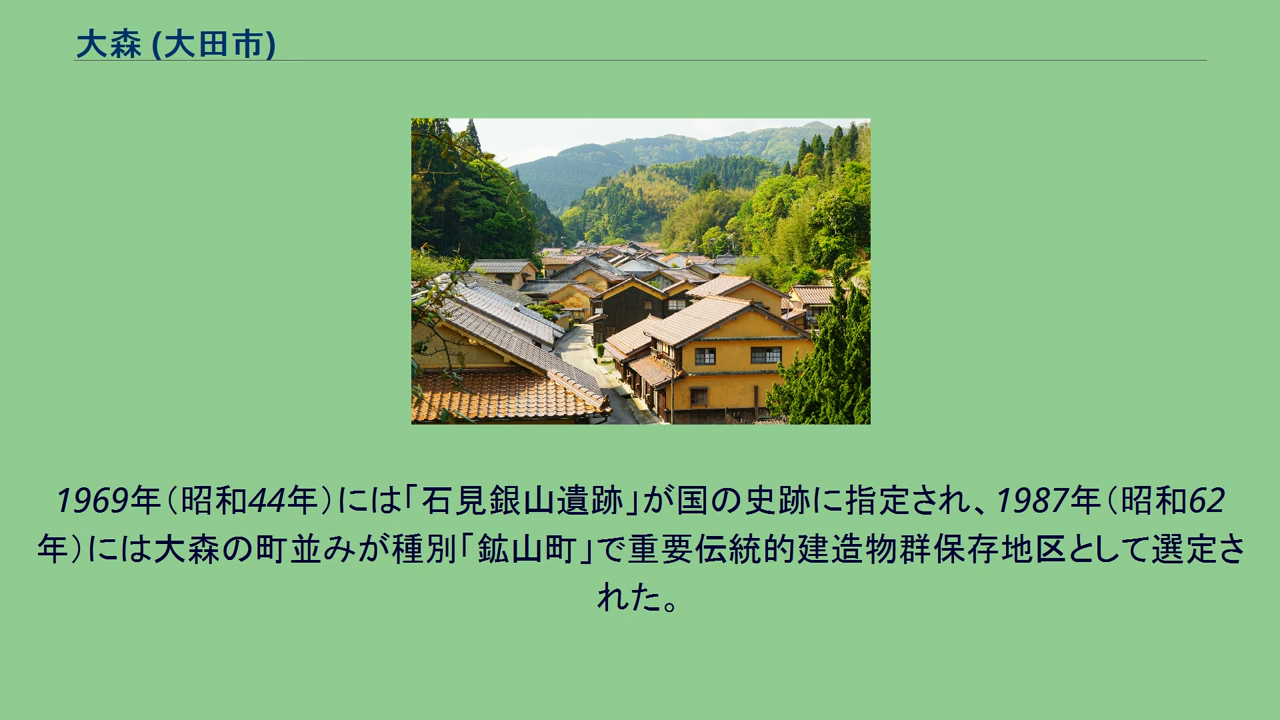 大森 (大田市)
1969年（昭和44年）には「石見銀山遺跡」が国の史跡に指定され、1987年（昭和62
年）には大森の町並みが種別「鉱山町」で重要伝統的建造物群保存地区として選定さ
れた。